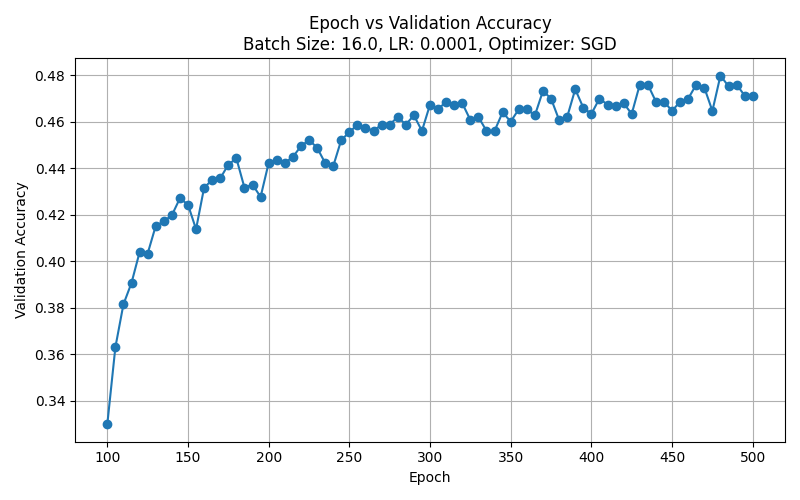 Epoch vs Validation Accuracy
Batch Size: 16.0, LR: 0.0001, Optimizer: SGD
Validation Accuracy
0.48
0.46
0.44
0.42
0.40
0.38
0.36
0.34
100 150 200 250 300 350 400 450 500
Epoch